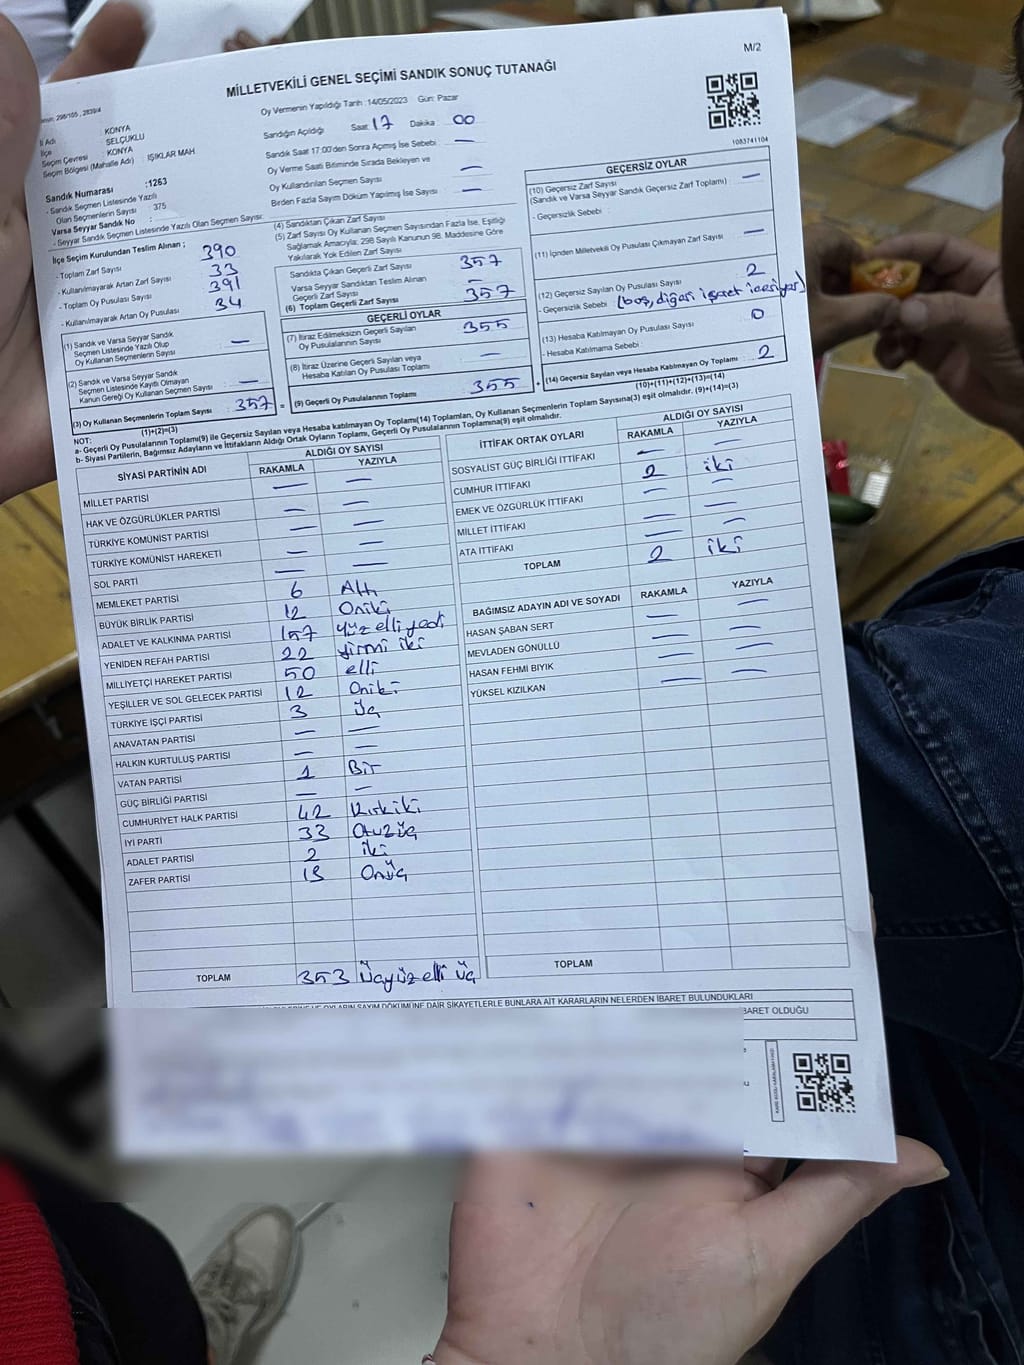 M/2
MİLLETVEKİLİ GENEL SEÇİMİ SANDIK SONUÇ TUTANAĞI
Oy Vermenin Yapıldığı Tarih :14/05/2023 Gün: Pazar
İl Adı : KONYA
İlçe : SELÇUKLU
Seçim Çevresi : KONYA
Seçim Bölgesi (Mahalle Adı) : IŞIKLAR MAH
Sandık Numarası :1263
- Sandık Seçmen Listesinde Yazılı
Olan Seçmenlerin Sayısı : 375
Varsa Seyyar Sandık No :
- Seyyar Sandık Seçmen Listesinde Yazılı Olan Seçmen Sayısı:
Sandığın Açıldığı Saat 17 Dakika 00
Sandık Saat 17:00'den Sonra Açımış İse Sebebi —
Oy Verme Saati Bitiminde Sırada Bekleyen ve
Oy Kullandırılan Seçmen Sayısı —
Birden Fazla Sayım Döküm Yapılmış İse Sayısı —
İlçe Seçim Kurulundan Teslim Alınan ;
- Toplam Zarf Sayısı 390
- Kullanılmayarak Artan Zarf Sayısı 33
- Toplam Oy Pusulası Sayısı 391
- Kullanılmayarak Artan Oy Pusulası 34
(1) Sandık ve Varsa Seyyar Sandık
Seçmen Listesinde Yazılı Olup
Oy Kullanan Seçmenlerin Sayısı —
(2) Sandık ve Varsa Seyyar Sandık
Seçmen Listesinde Kayıtlı Olmayan
Kanun Gereği Oy Kullanan Seçmen Sayısı : —
(3) Oy Kullanan Seçmenlerin Toplam Sayısı : 357
(1)+(2)=(3)
(4) Sandıktan Çıkan Zarf Sayısı
(5) Zarf Sayısı Oy Kullanan Seçmen Sayısından Fazla İse, Eşitliği
Sağlamak Amacıyla; 298 Sayılı Kanunun 98. Maddesine Göre
Yakılarak Yok Edilen Zarf Sayısı
Sandıkta Çıkan Geçerli Zarf Sayısı 357
Varsa Seyyar Sandıktan Teslim Alınan
Geçerli Zarf Sayısı —
(6) Toplam Geçerli Zarf Sayısı 357
GEÇERLİ OYLAR
(7) İtiraz Edilmeksizin Geçerli Sayılan
Oy Pusulalarının Sayısı 355
(8) İtiraz Üzerine Geçerli Sayılan veya
Hesaba Katılan Oy Pusulası Toplamı —
(9) Geçerli Oy Pusulalarının Toplamı 355
1083741104
GEÇERSİZ OYLAR
(10) Geçersiz Zarf Sayısı
(Sandık ve Varsa Seyyar Sandık Geçersiz Zarf Toplamı) : —
- Geçersizlik Sebebi :
(11) İçinden Milletvekili Oy Pusulası Çıkmayan Zarf Sayısı —
(12) Geçersiz Sayılan Oy Pusulası Sayısı 2
- Geçersizlik Sebebi : (boş, diğeri işaret içeriyor)
(13) Hesaba Katılmayan Oy Pusulası Sayısı 0
- Hesaba Katılmama Sebebi :
(14) Geçersiz Sayılan veya Hesaba Katılmayan Oy Toplamı : 2
(10)+(11)+(12)+(13)=(14)
NOT:
a- Geçerli Oy Pusulalarının Toplamı(9) ile Geçersiz Sayılan veya Hesaba katılmayan Oy Toplamı(14) Toplamları, Oy Kullanan Seçmenlerin Toplam Sayısına(3) eşit olmalıdır. (9)+(14)=(3)
b- Siyasi Partilerin, Bağımsız Adayların ve İttifakların Aldığı Ortak Oyların Toplamı, Geçerli Oy Pusulalarının Toplamına(9) eşit olmalıdır.
SİYASİ PARTİNİN ADI ALDIĞI OY SAYISI
RAKAMLA YAZIYLA
MİLLET PARTİSİ — —
HAK VE ÖZGÜRLÜKLER PARTİSİ — —
TÜRKİYE KOMÜNİST PARTİSİ — —
TÜRKİYE KOMÜNİST HAREKETİ — —
SOL PARTİ — —
MEMLEKET PARTİSİ 6 Altı
BÜYÜK BİRLİK PARTİSİ 12 Oniki
ADALET VE KALKINMA PARTİSİ 157 yüzelliyedi
YENİDEN REFAH PARTİSİ 22 yirmi iki
MİLLİYETÇİ HAREKET PARTİSİ 50 elli
YEŞİLLER VE SOL GELECEK PARTİSİ 12 Oniki
TÜRKİYE İŞÇİ PARTİSİ 3 üç
ANAVATAN PARTİSİ — —
HALKIN KURTULUŞ PARTİSİ — —
VATAN PARTİSİ 1 Bir
GÜÇ BİRLİĞİ PARTİSİ — —
CUMHURİYET HALK PARTİSİ 42 Kırkiki
İYİ PARTİ 33 Otuzüç
ADALET PARTİSİ 2 iki
ZAFER PARTİSİ 13 Onüç
TOPLAM 353 Üçyüzelli üç
İTTİFAK ORTAK OYLARI ALDIĞI OY SAYISI
RAKAMLA YAZIYLA
SOSYALİST GÜÇ BİRLİĞİ İTTİFAKI — —
CUMHUR İTTİFAKI 2 iki
EMEK VE ÖZGÜRLÜK İTTİFAKI — —
MİLLET İTTİFAKI — —
ATA İTTİFAKI — —
TOPLAM 2 iki
BAĞIMSIZ ADAYIN ADI VE SOYADI RAKAMLA YAZIYLA
HASAN ŞABAN SERT — —
MEVLADEN GÖNÜLLÜ — —
HASAN FEHMİ BIYIK — —
YÜKSEL KIZILKAN — —
TOPLAM
OYLARIN SAYIM DÖKÜMÜNE DAİR ŞİKAYETLERLE BUNLARA AİT KARARLARIN NELERDEN İBARET BULUNDUKLARI
BARET OLDUĞU